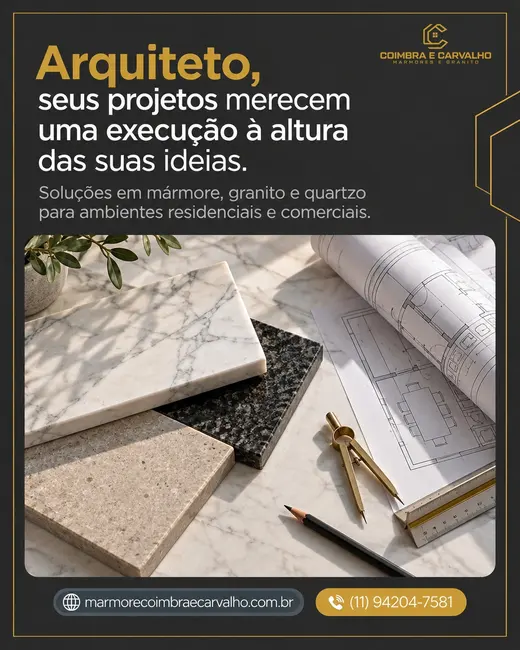 COIMBRA E CARVALHO
MARMORES E GRANITO
Arquiteto,
seus projetos merecem
uma execução à altura
das suas ideias.
Soluções em mármore, granito e quartzo
para ambientes residenciais e comerciais.
marmorecoimbraecarvalho.com.br
(11) 94204-7581